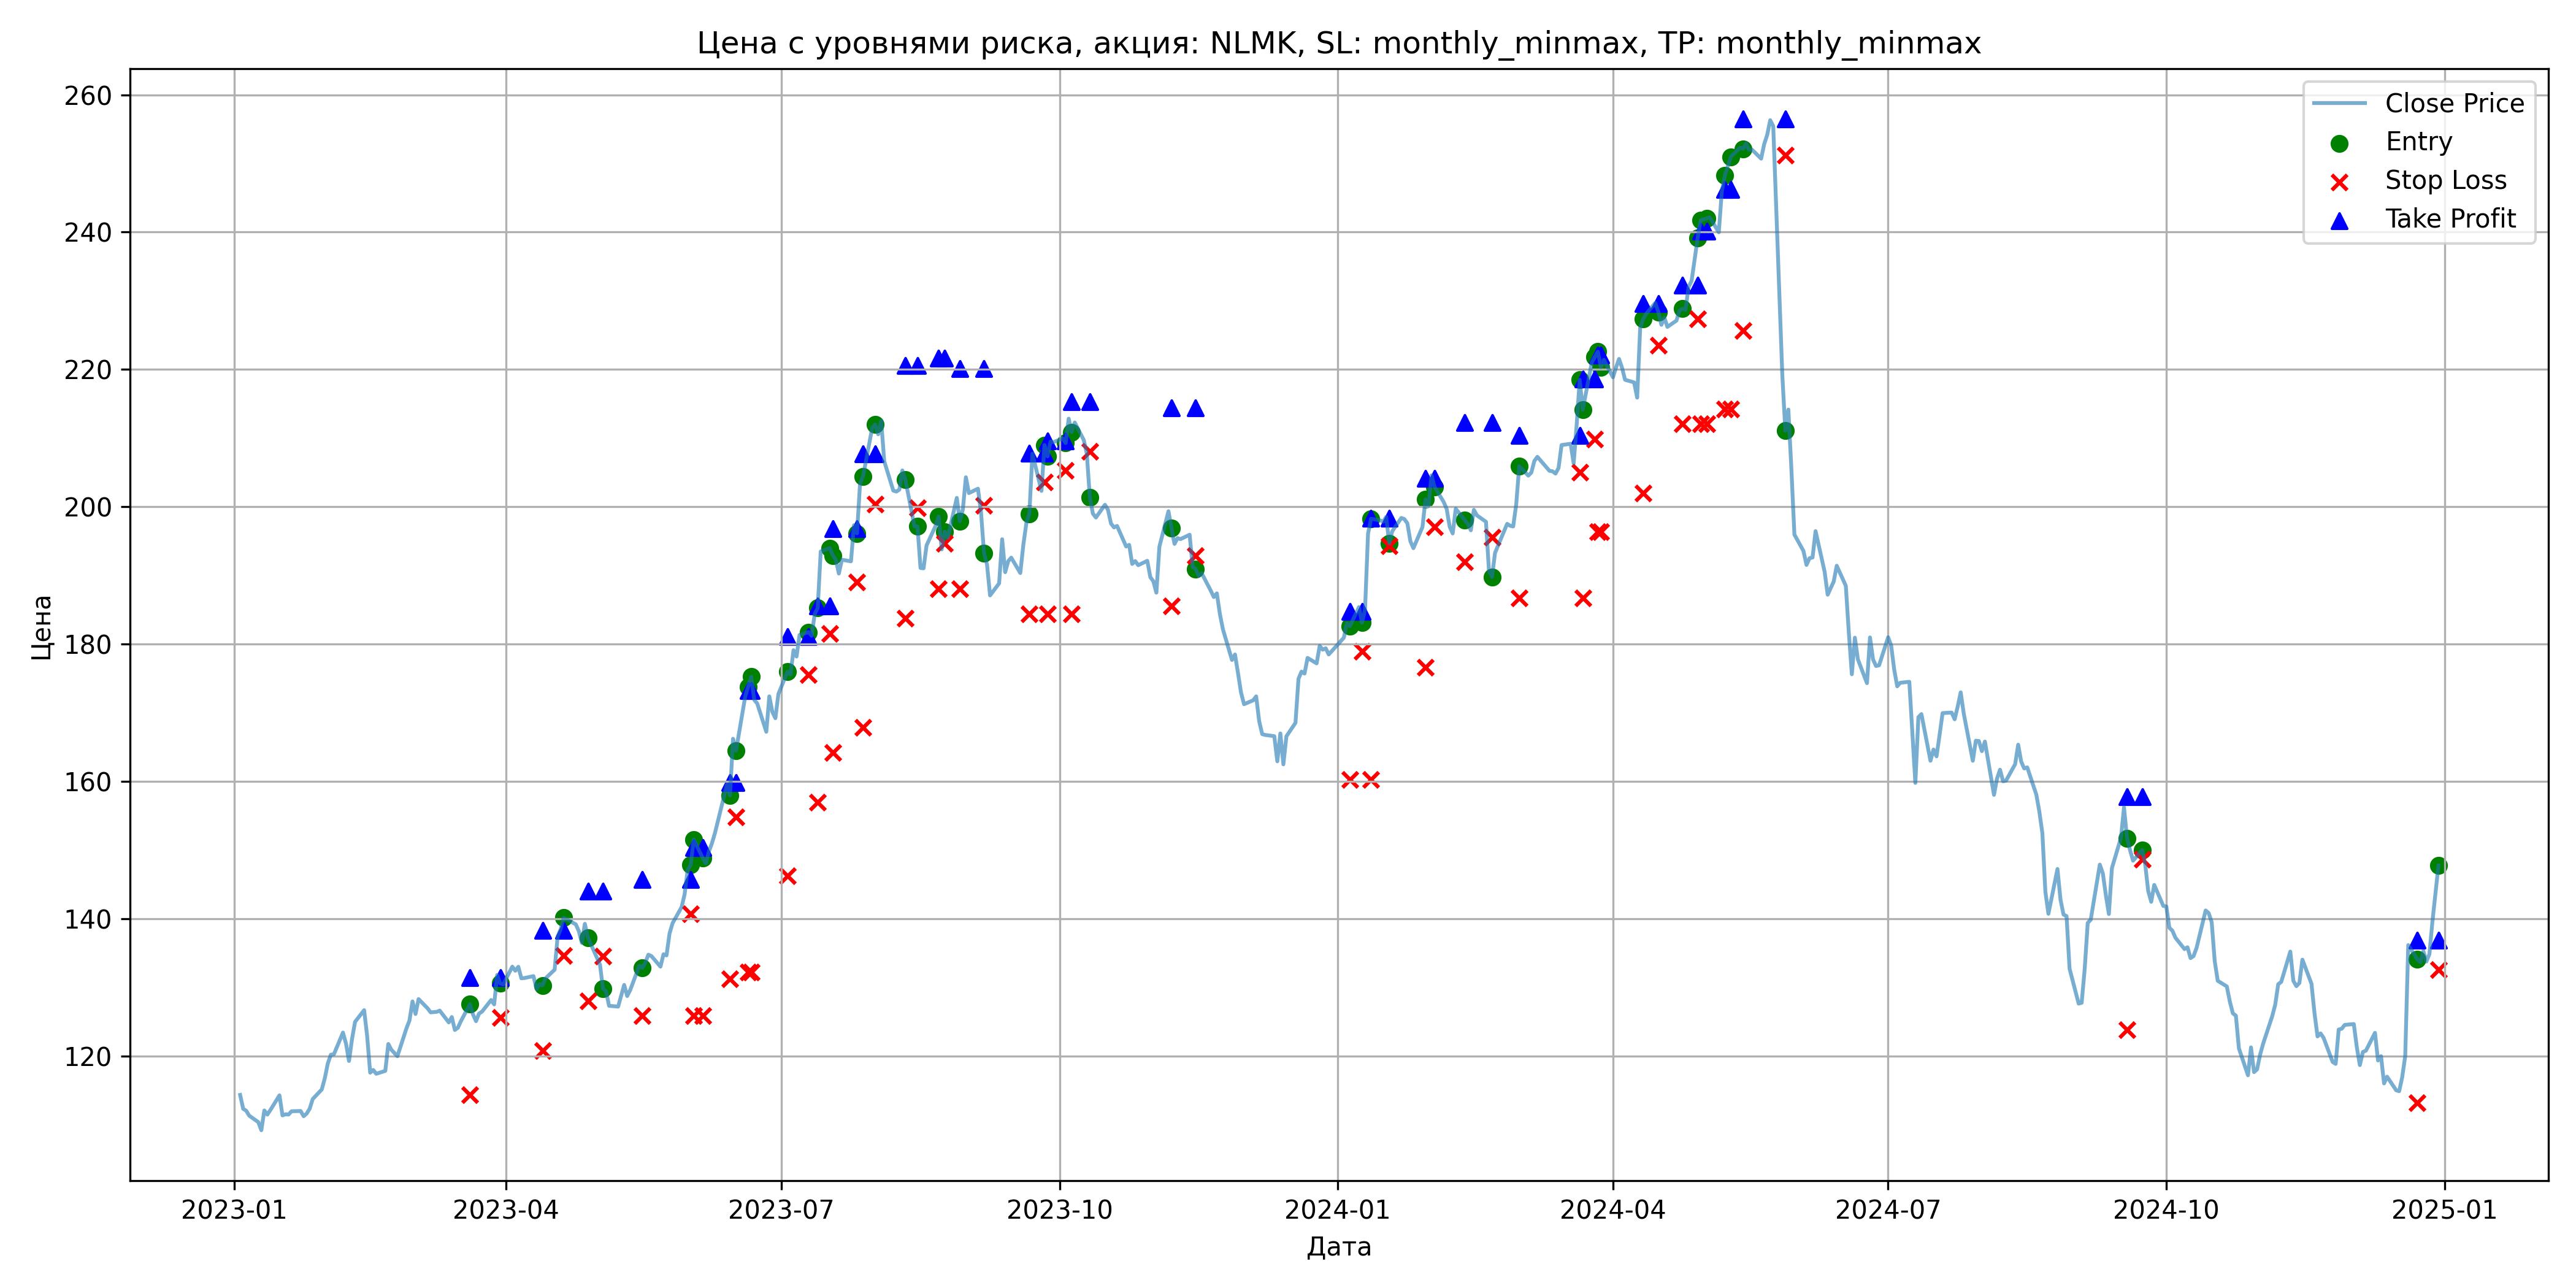 Цена с уровнями риска, акция: NLMK, SL: monthly_minmax, TP: monthly_minmax
Close Price
Entry
Stop Loss
Take Profit
260
240
220
200
180
160
140
120
Цена
2023-01
2023-04
2023-07
2023-10
2024-01
2024-04
2024-07
2024-10
2025-01
Дата